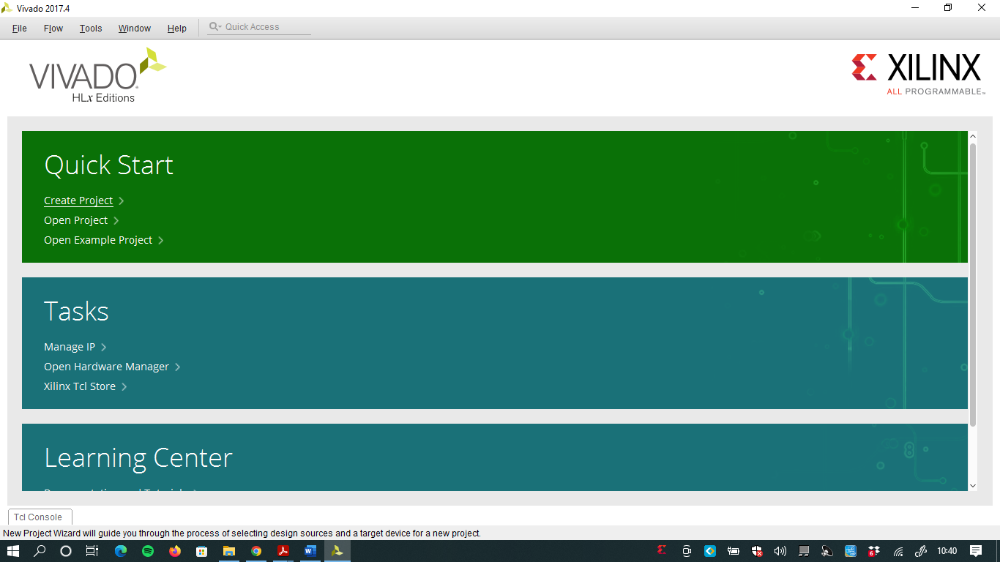 Vivado 2017.4
File Flow Tools Window Help Quick Access
VIVADO
HLx Editions
XILINX
ALL PROGRAMMABLE
Quick Start
Create Project
Open Project
Open Example Project
Tasks
Manage IP
Open Hardware Manager
Xilinx Tcl Store
Learning Center
Tcl Console
New Project Wizard will guide you through the process of selecting design sources and a target device for a new project.
10:40